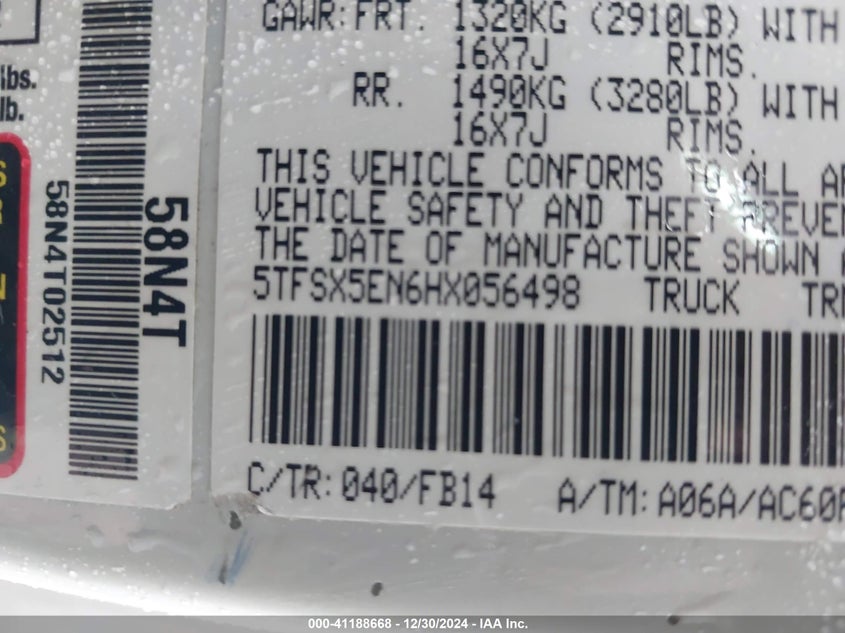 GAWR: FRT. 1320KG (2910LB) WITH
16X7J RIMS.
RR. 1490KG (3280LB) WITH
16X7J RIMS.
THIS VEHICLE CONFORMS TO ALL
VEHICLE SAFETY AND THEFT
THE DATE OF MANUFACTURE SHOWN
5TFSX5EN6HX056498 TRUCK
C/TR: 040/FB14 A/TM: A06A/AC60
lbs.
lb.
58N4T02512
58N4T
000-41188668 - 12/30/2024 - IAA Inc.